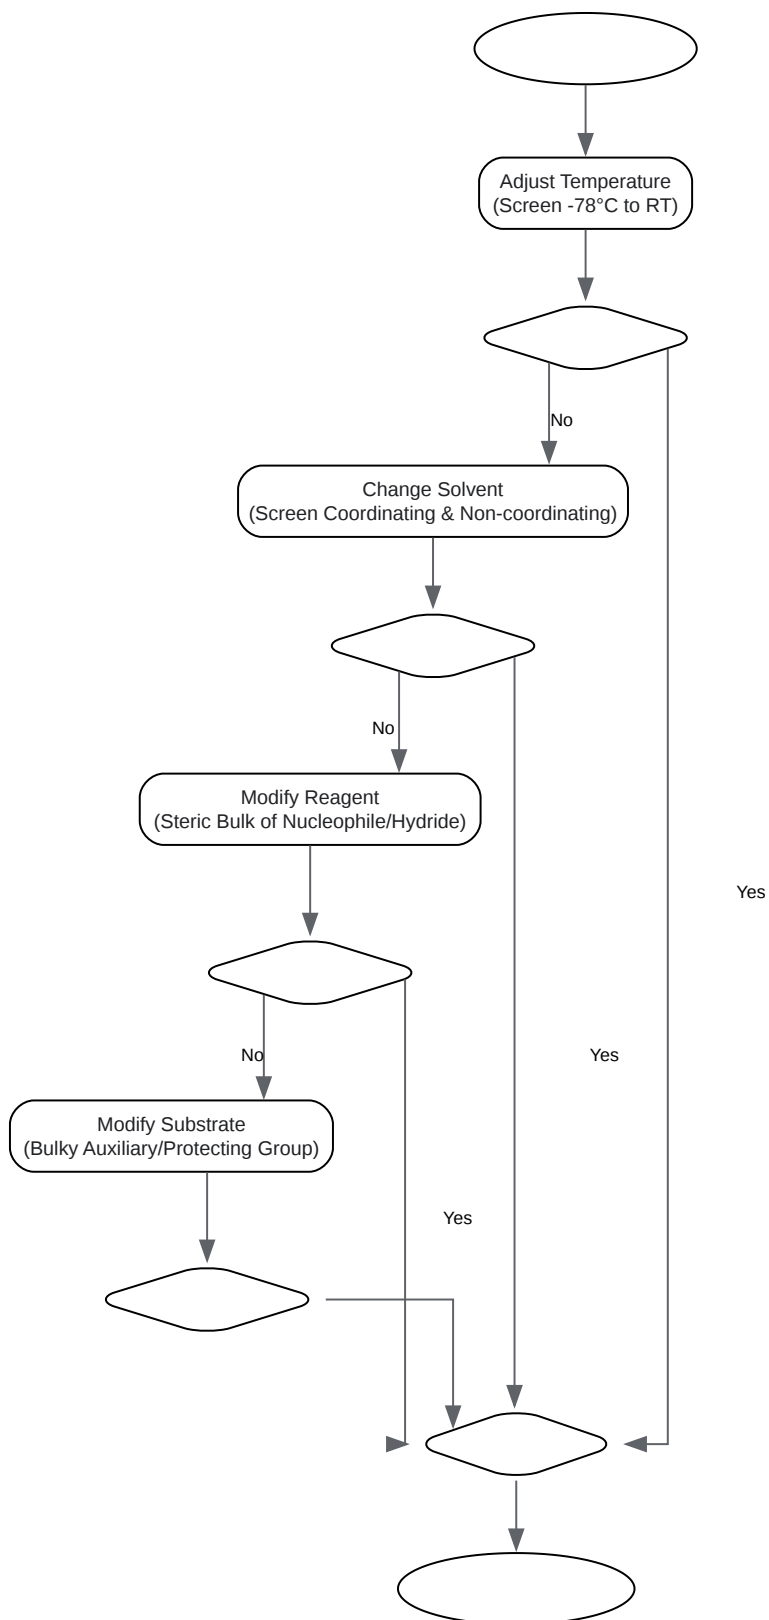 Adjust Temperature
(Screen -78°C to RT)
No
Change Solvent
(Screen Coordinating & Non-coordinating)
No
Modify Reagent
(Steric Bulk of Nucleophile/Hydride)
Yes
No
Yes
Modify Substrate
(Bulky Auxiliary/Protecting Group)
Yes